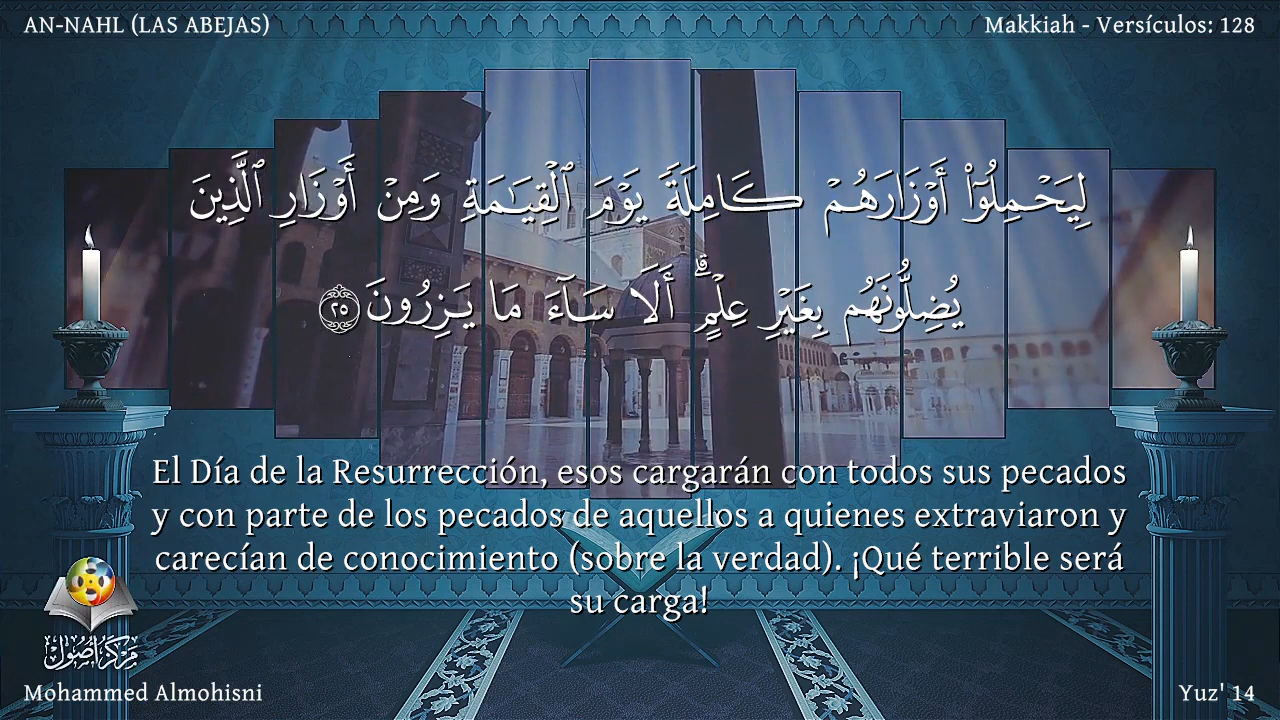 AN-NAHL (LAS ABEJAS)
Makkiah - Versículos: 128
لِيَحْمِلُوٓا۟ أَوْزَارَهُمْ كَامِلَةً يَوْمَ ٱلْقِيَـٰمَةِ وَمِنْ أَوْزَارِ ٱلَّذِينَ
يُضِلُّونَهُم بِغَيْرِ عِلْمٍ ۗ أَلَا سَآءَ مَا يَزِرُونَ ٢٥
El Día de la Resurrección, esos cargarán con todos sus pecados
y con parte de los pecados de aquellos a quienes extraviaron y
carecían de conocimiento (sobre la verdad). ¡Qué terrible será
su carga!
مركز أصول
Mohammed Almohisni
Yuz' 14